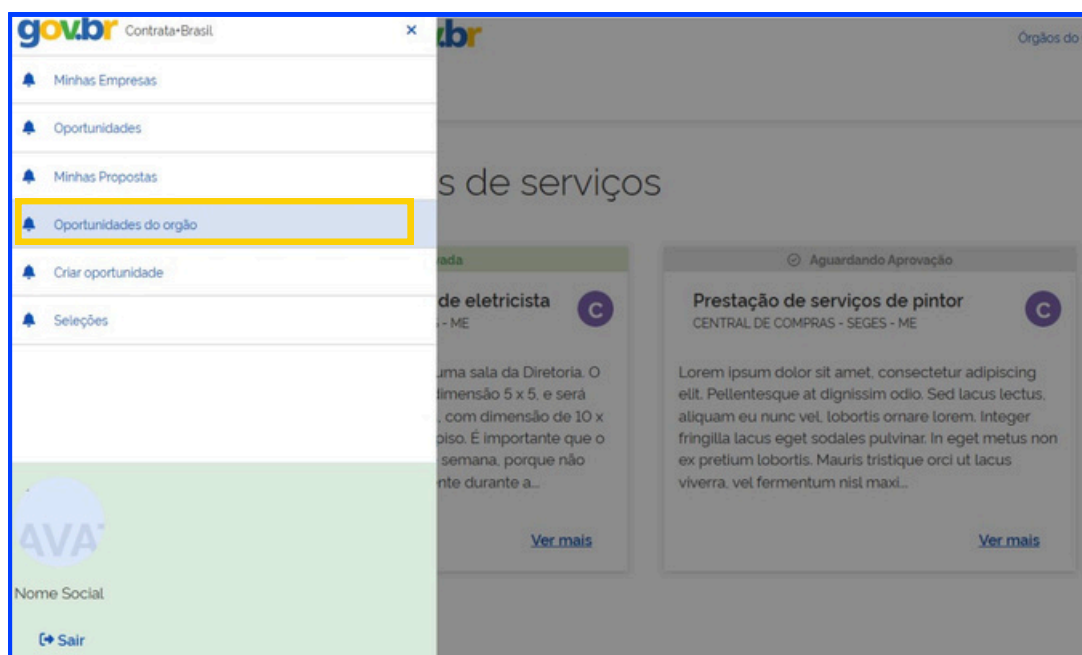 gov.br Contrata+Brasil ×
Minhas Empresas
Oportunidades
Minhas Propostas
Oportunidades do orgão
Criar oportunidade
Seleções
AVA
Nome Social
Sair
.br
Órgãos do
s de serviços
de eletricista
- ME
uma sala da Diretoria. O
dimensão 5 x 5, e será
, com dimensão de 10 x
piso. É importante que o
semana, porque não
nte durante a...
Ver mais
Aguardando Aprovação
Prestação de serviços de pintor
C
CENTRAL DE COMPRAS - SEGES - ME
C
Lorem ipsum dolor sit amet, consectetur adipiscing
elit. Pellentesque at dignissim odio. Sed lacus lectus,
aliquam eu nunc vel, lobortis ornare lorem. Integer
fringilla lacus eget sodales pulvinar. In eget metus non
ex pretium lobortis. Mauris tristique orci ut lacus
viverra, vel fermentum nisl maxi...
Ver mais